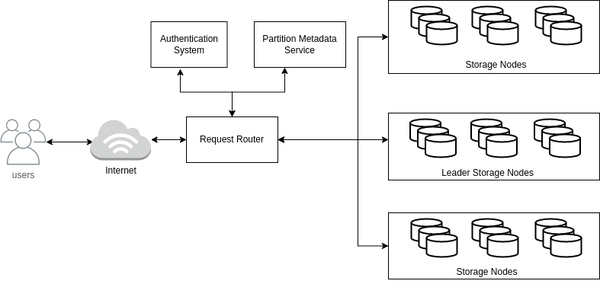 Authentication
System
Partition Metadata
Service
Storage Nodes
Request Router
users
Internet
Leader Storage Nodes
Storage Nodes